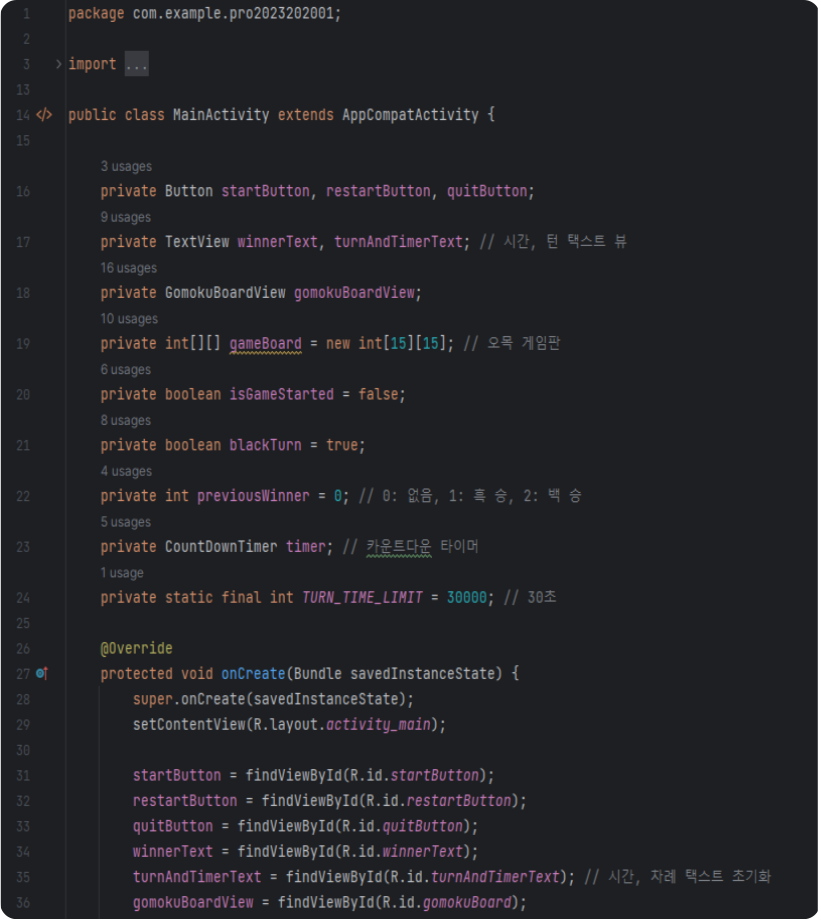 1 package com.example.pro2023202001;
2
3 import ...
13
14 public class MainActivity extends AppCompatActivity {
15
3 usages
16 private Button startButton, restartButton, quitButton;
9 usages
17 private TextView winnerText, turnAndTimerText; // 시간, 턴 택스트 뷰
16 usages
18 private GomokuBoardView gomokuBoardView;
10 usages
19 private int[][] gameBoard = new int[15][15]; // 오목 게임판
6 usages
20 private boolean isGameStarted = false;
8 usages
21 private boolean blackTurn = true;
4 usages
22 private int previousWinner = 0; // 0: 없음, 1: 흑 승, 2: 백 승
5 usages
23 private CountDownTimer timer; // 카운트다운 타이머
1 usage
24 private static final int TURN_TIME_LIMIT = 30000; // 30초
25
26 @Override
27 protected void onCreate(Bundle savedInstanceState) {
28 super.onCreate(savedInstanceState);
29 setContentView(R.layout.activity_main);
30
31 startButton = findViewById(R.id.startButton);
32 restartButton = findViewById(R.id.restartButton);
33 quitButton = findViewById(R.id.quitButton);
34 winnerText = findViewById(R.id.winnerText);
35 turnAndTimerText = findViewById(R.id.turnAndTimerText); // 시간, 차례 택스트 초기화
36 gomokuBoardView = findViewById(R.id.gomokuBoard);